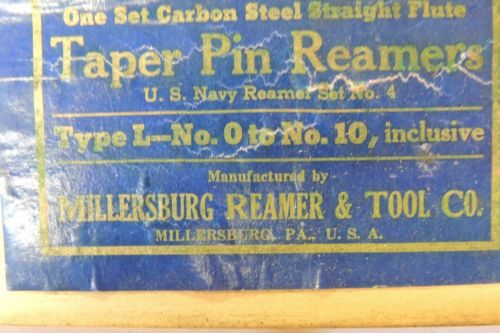 One Set Carbon Steel Straight Flute
Taper Pin Reamers
U. S. Navy Reamer Set No. 4
Type L—No. 0 to No. 10, inclusive
Manufactured by
MILLERSBURG REAMER & TOOL CO.
MILLERSBURG, PA., U. S. A.